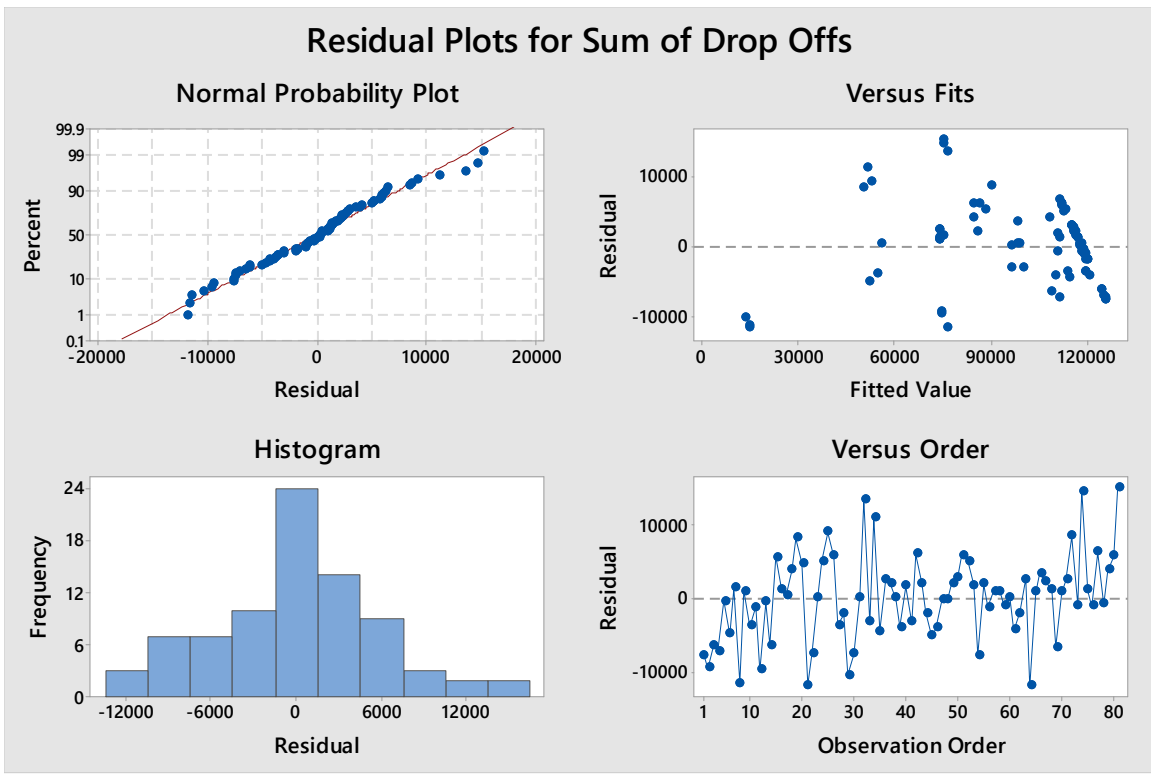 Residual Plots for Sum of Drop Offs
Normal Probability Plot
99.9
99
90
50
10
1
0.1
Percent
-20000 -10000 0 10000 20000
Residual
Versus Fits
10000
0
-10000
Residual
0 30000 60000 90000 120000
Fitted Value
Histogram
24
18
12
6
0
Frequency
-12000 -6000 0 6000 12000
Residual
Versus Order
10000
0
-10000
Residual
1 10 20 30 40 50 60 70 80
Observation Order